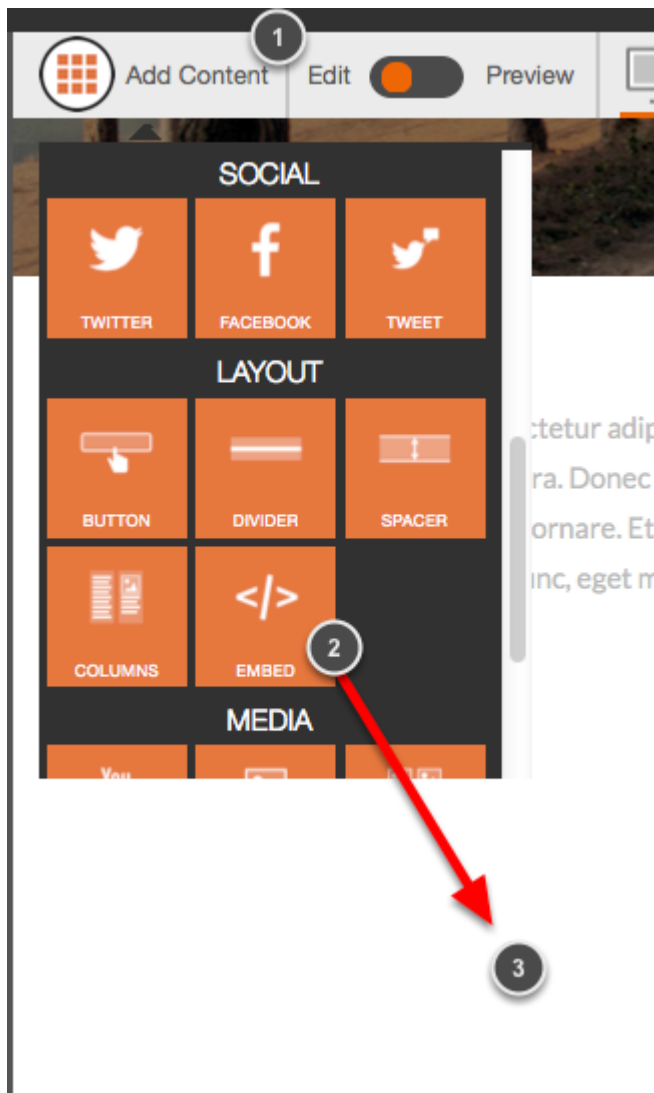 1
Add Content Edit Preview
SOCIAL
TWITTER FACEBOOK TWEET
LAYOUT
ctetur adip
ra. Donec
BUTTON DIVIDER SPACER
ornare. Et
unc, eget m
</>
2
COLUMNS EMBED
MEDIA
You
3